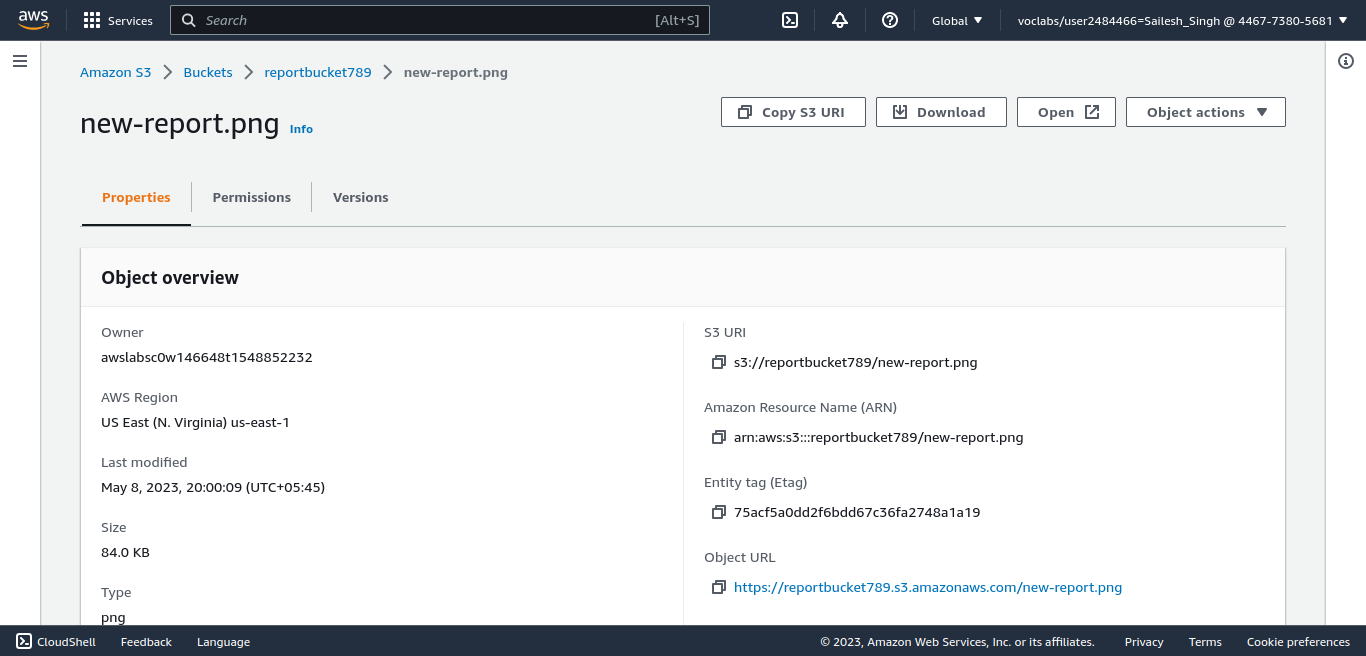 aws
Services
Search
[Alt+S]
Global
voclabs/user2484466=Sailesh_Singh @ 4467-7380-5681
Amazon S3
Buckets
reportbucket789
new-report.png
new-report.png
Info
Copy S3 URI
Download
Open
Object actions
Properties
Permissions
Versions
Object overview
Owner
awslabsc0w146648t1548852232
AWS Region
US East (N. Virginia) us-east-1
Last modified
May 8, 2023, 20:00:09 (UTC+05:45)
Size
84.0 KB
Type
png
S3 URI
s3://reportbucket789/new-report.png
Amazon Resource Name (ARN)
arn:aws:s3:::reportbucket789/new-report.png
Entity tag (Etag)
75acf5a0dd2f6bdd67c36fa2748a1a19
Object URL
https://reportbucket789.s3.amazonaws.com/new-report.png
CloudShell
Feedback
Language
© 2023, Amazon Web Services, Inc. or its affiliates.
Privacy
Terms
Cookie preferences